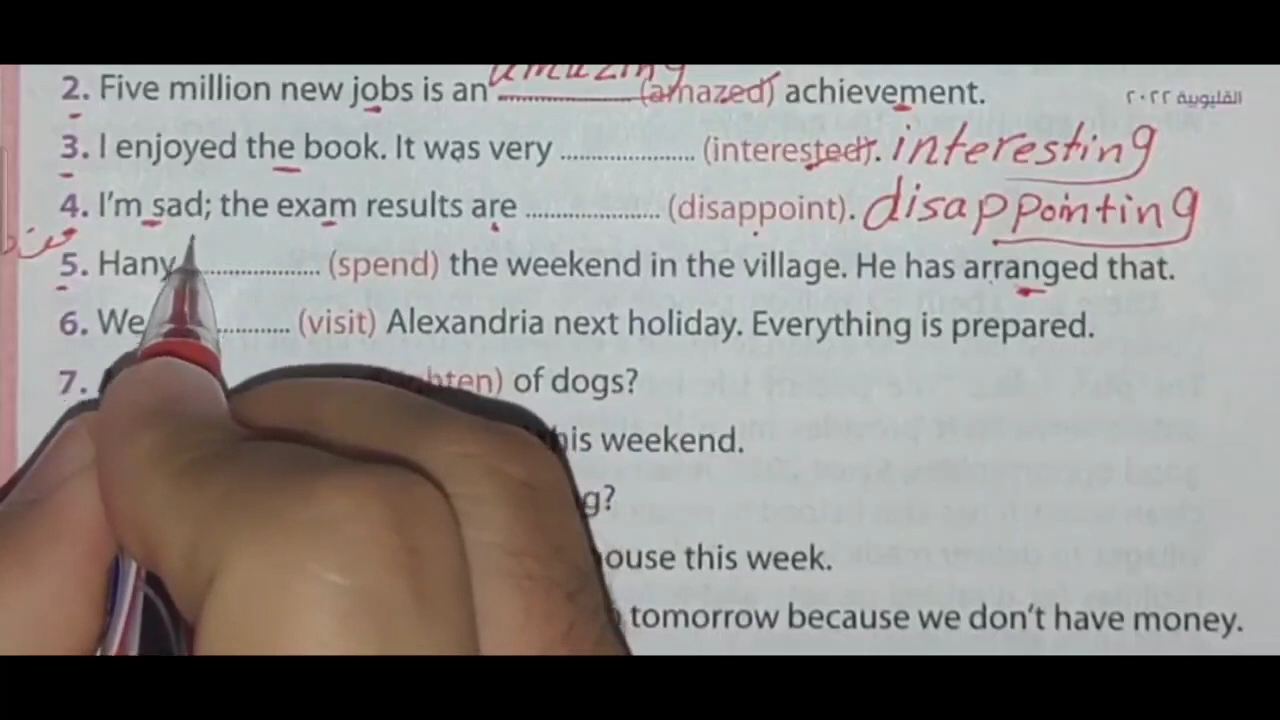 amazing
2. Five million new jobs is an .................... (amazed) achievement. القليوبية ٢٠٢٢
3. I enjoyed the book. It was very .................... (interested). interesting
4. I'm sad; the exam results are .................... (disappoint). disappointing
5. Hany .................... (spend) the weekend in the village. He has arranged that.
6. We .................... (visit) Alexandria next holiday. Everything is prepared.
7. of dogs?
this weekend.
this week.
tomorrow because we don't have money.